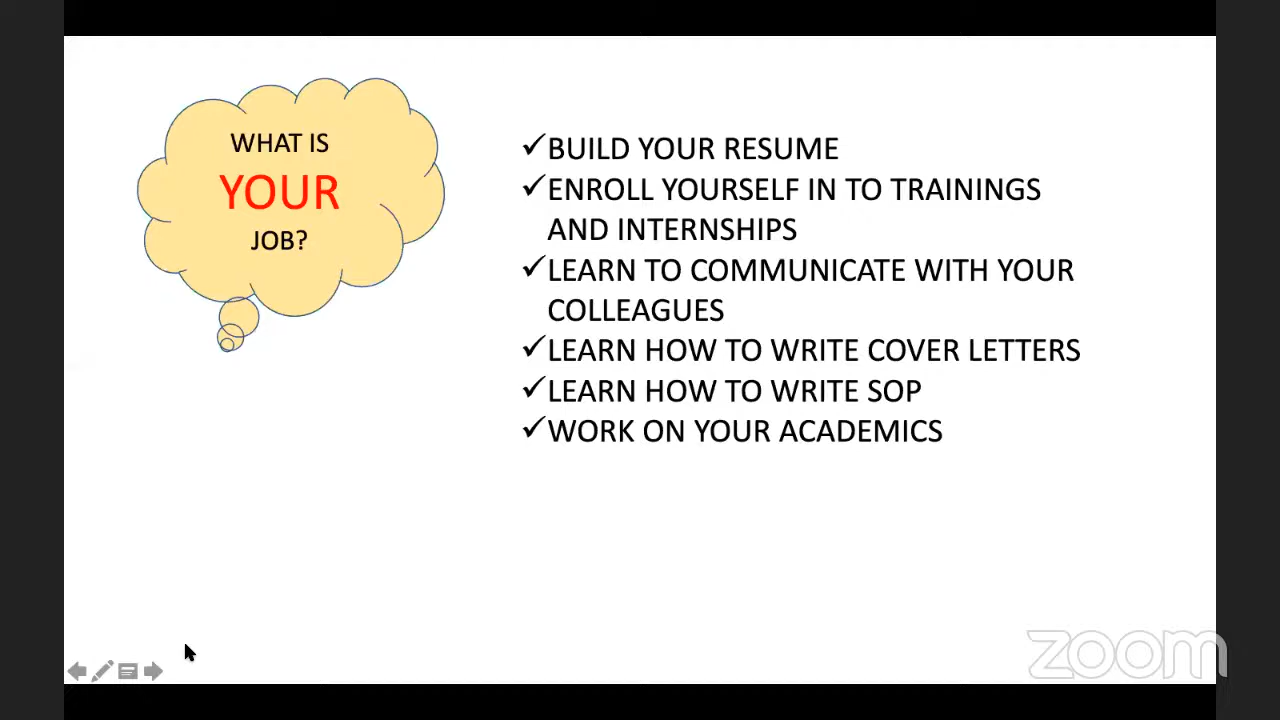 WHAT IS
YOUR
JOB?
✓BUILD YOUR RESUME
✓ENROLL YOURSELF IN TO TRAININGS
AND INTERNSHIPS
✓LEARN TO COMMUNICATE WITH YOUR
COLLEAGUES
✓LEARN HOW TO WRITE COVER LETTERS
✓LEARN HOW TO WRITE SOP
✓WORK ON YOUR ACADEMICS
zoom